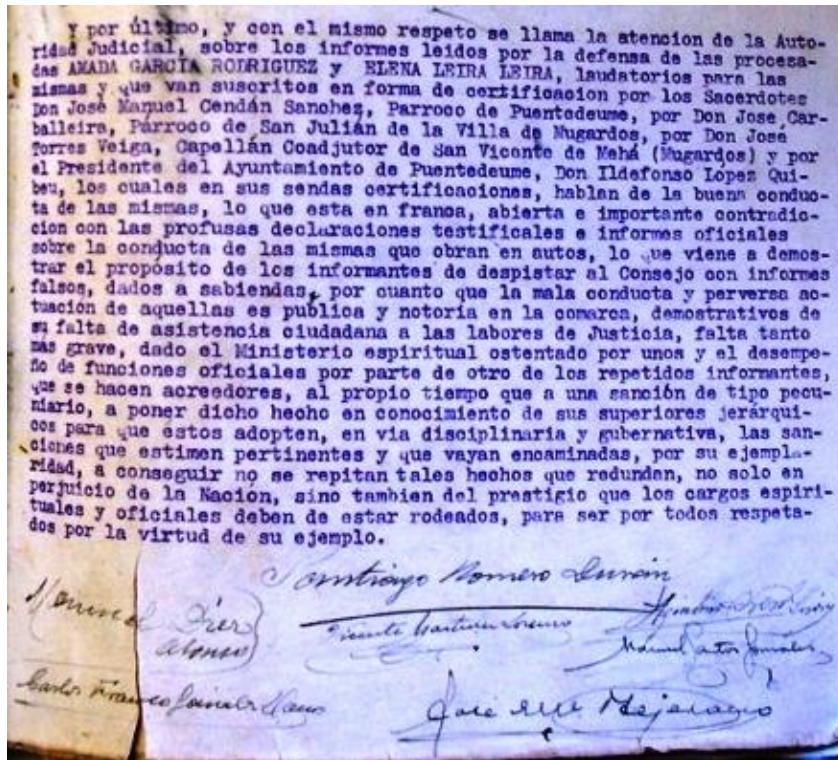 Y por último, y con el mismo respeto se llama la atencion de la Auto-
ridad Judicial, sobre los informes leidos por la defensa de las procesa-
das AMADA GARCIA RODRIGUEZ y ELENA LEIRA LEIRA, laudatorios para las
mismas y que van suscritos en forma de certificacion por los Sacerdotes
Don José Manuel Cendán Sanchez, Parroco de Puentedeume, por Don Jose Car-
balleira, Párroco de San Julián de la Villa de Mugardos, por Don José
Torres Veiga, Capellán Coadjutor de San Vicente de Mehá (Mugardos) y por
el Presidente del Ayuntamiento de Puentedeume, Don Ildefonso López Qui-
beu, los cuales en sus sendas certificaciones, hablan de la buena conduc-
ta de las mismas, lo que esta en franca, abierta e importante contradic-
cion con las profusas declaraciones testificales e informes oficiales
sobre la conducta de las mismas que obran en autos, lo que viene a demos-
trar el propósito de los informantes de despistar al Consejo con informes
falsos, dados a sabiendas, por cuanto que la mala conducta y perversa ac-
tuación de aquellas es publica y notoria en la comarca, demostrativos de
su falta de asistencia ciudadana a las labores de Justicia, falta tanto
más grave, dado el Ministerio espiritual ostentado por unos y el desempe-
ño de funciones oficiales por parte de otro de los repetidos informantes,
que se hacen acreedores, al propio tiempo que a una sanción de tipo pecu-
niario, a poner dicho hecho en conocimiento de sus superiores jerárqui-
cos para que estos adopten, en via disciplinaria y gubernativa, las san-
ciones que estimen pertinentes y que vayan encaminadas, por su ejempla-
ridad, a conseguir no se repitan tales hechos que redundan, no solo en
perjuicio de la Nación, sino tambien del prestigio que los cargos espiri-
tuales y oficiales deben de estar rodeados, para ser por todos respeta-
dos por la virtud de su ejemplo.
Santiago Romero Durán
Manuel Díez
Alonso
Vicente Martinez
Manuel Pastor González
Carlos Franco González Llanos
José Mª